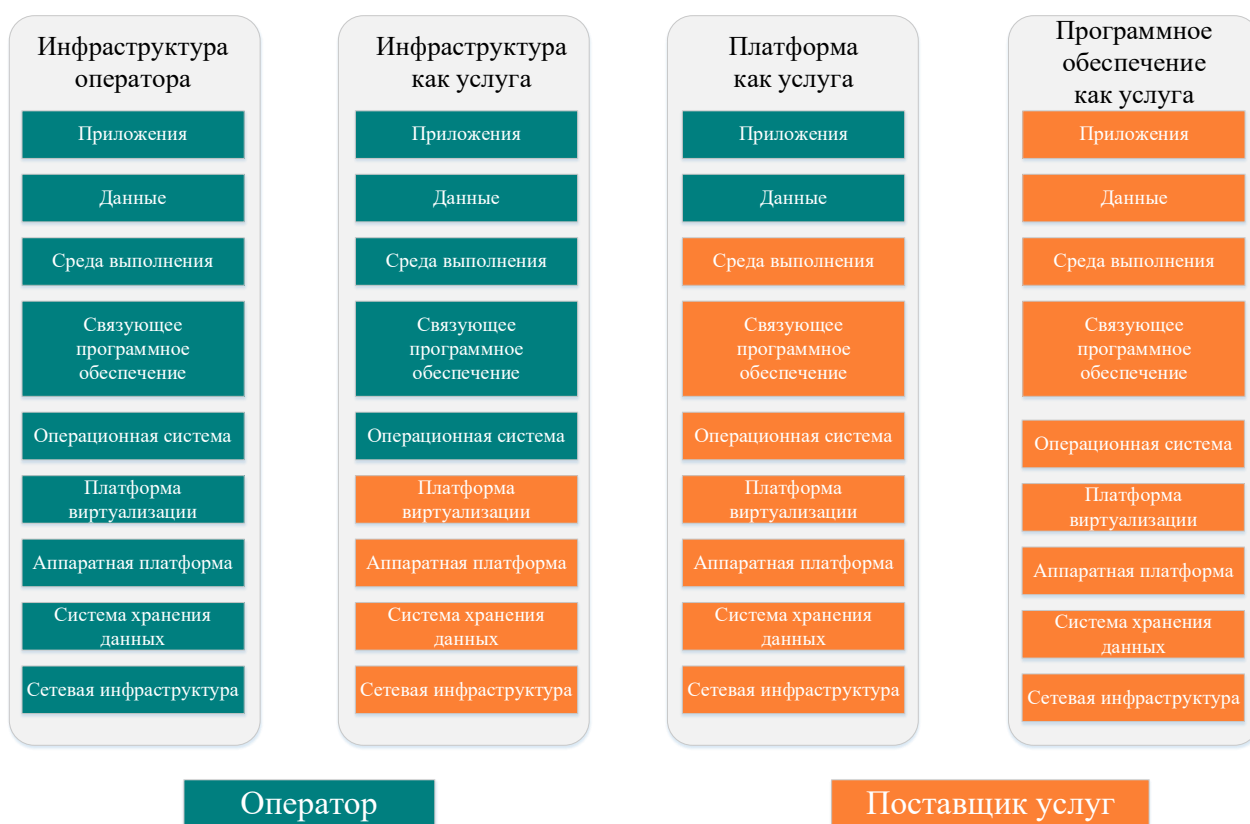 Инфраструктура
оператора
Приложения
Данные
Среда выполнения
Связующее
программное
обеспечение
Операционная система
Платформа
виртуализации
Аппаратная платформа
Система хранения
данных
Сетевая инфраструктура
Инфраструктура
как услуга
Приложения
Данные
Среда выполнения
Связующее
программное
обеспечение
Операционная система
Платформа
виртуализации
Аппаратная платформа
Система хранения
данных
Сетевая инфраструктура
Платформа
как услуга
Приложения
Данные
Среда выполнения
Связующее
программное
обеспечение
Операционная система
Платформа
виртуализации
Аппаратная платформа
Система хранения
данных
Сетевая инфраструктура
Программное
обеспечение
как услуга
Приложения
Данные
Среда выполнения
Связующее
программное
обеспечение
Операционная система
Платформа
виртуализации
Аппаратная платформа
Система хранения
данных
Сетевая инфраструктура
Оператор
Поставщик услуг